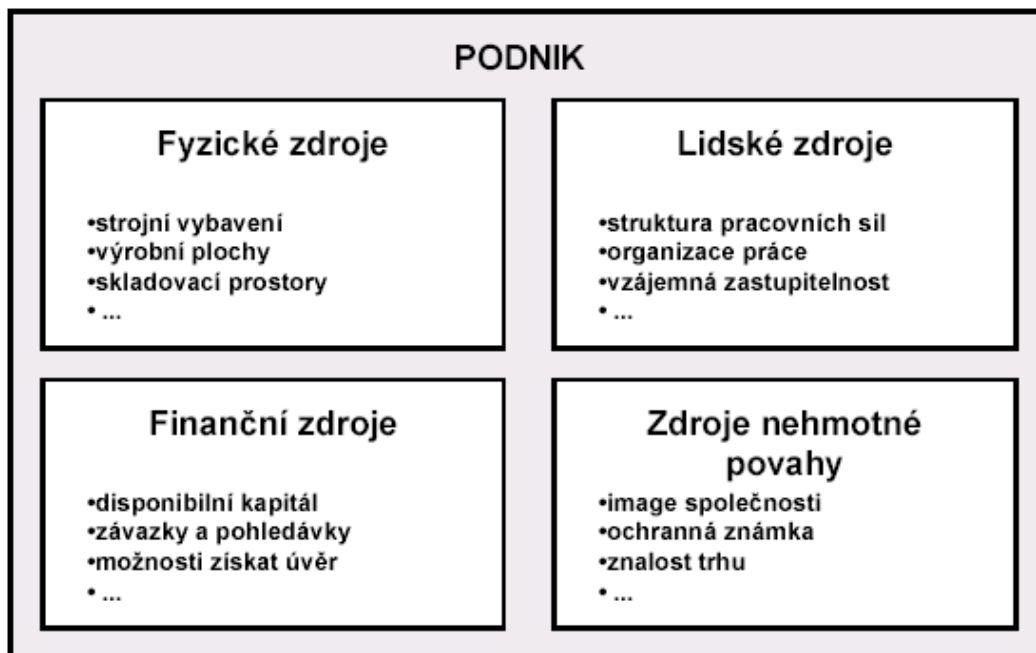 PODNIK
Fyzické zdroje
•strojní vybavení
•výrobní plochy
•skladovací prostory
• ...
Lidské zdroje
•struktura pracovních sil
•organizace práce
•vzájemná zastupitelnost
• ...
Finanční zdroje
•disponibilní kapitál
•závazky a pohledávky
•možnosti získat úvěr
• ...
Zdroje nehmotné
povahy
•image společnosti
•ochranná známka
•znalost trhu
• ...